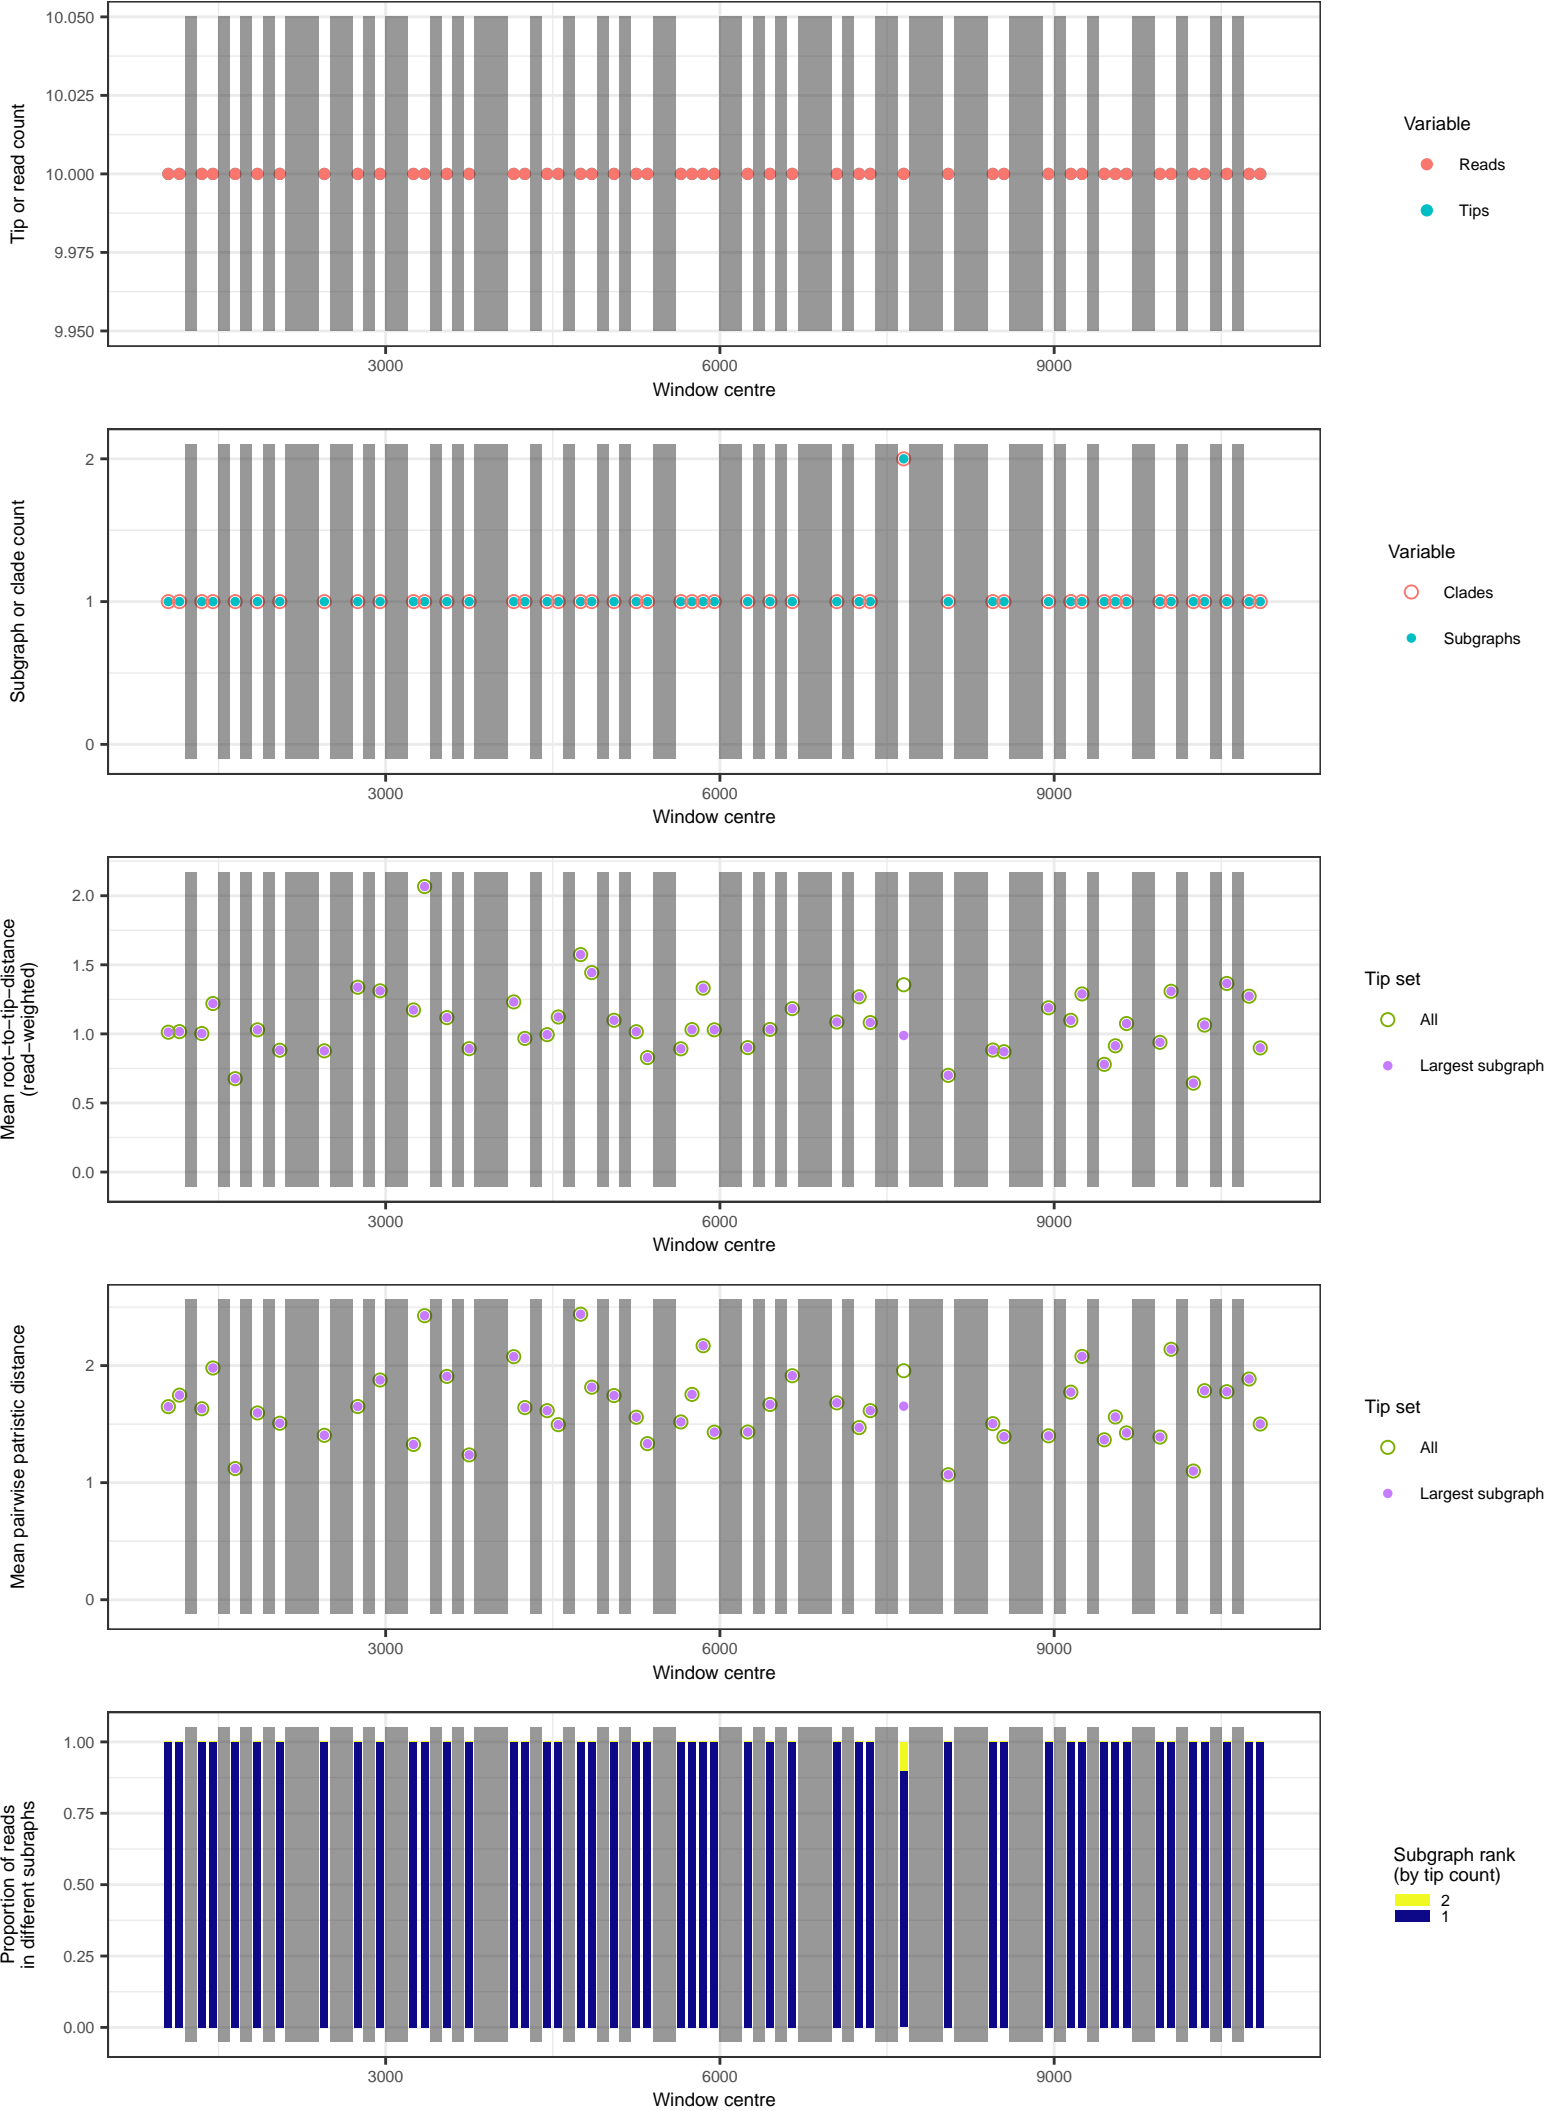 10.050
10.025
10.000
9.975
9.950
Tip or read count
3000
6000
9000
Window centre
Variable
Reads
Tips
2
1
0
Subgraph or clade count
3000
6000
9000
Window centre
Variable
Clades
Subgraphs
2.0
1.5
1.0
0.5
0.0
Mean root−to−tip−distance
(read−weighted)
3000
6000
9000
Window centre
Tip set
All
Largest subgraph
2
1
0
Mean pairwise patristic distance
3000
6000
9000
Window centre
Tip set
All
Largest subgraph
1.00
0.75
0.50
0.25
0.00
Proportion of reads
in different subraphs
3000
6000
9000
Window centre
Subgraph rank
(by tip count)
2
1